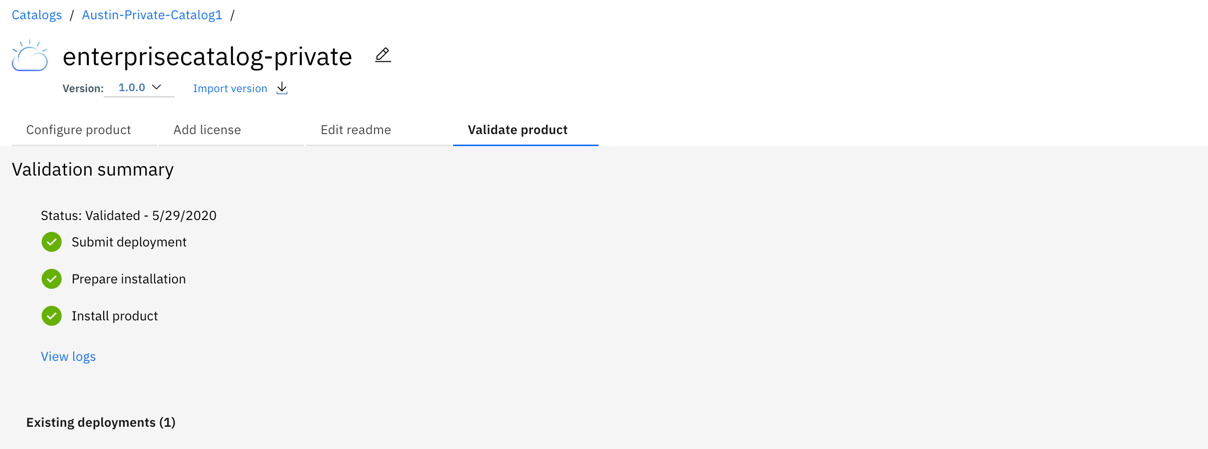 Catalogs / Austin-Private-Catalog1 /
enterprisecatalog-private
Version: 1.0.0 Import version
Configure product Add license Edit readme Validate product
Validation summary
Status: Validated - 5/29/2020
Submit deployment
Prepare installation
Install product
View logs
Existing deployments (1)